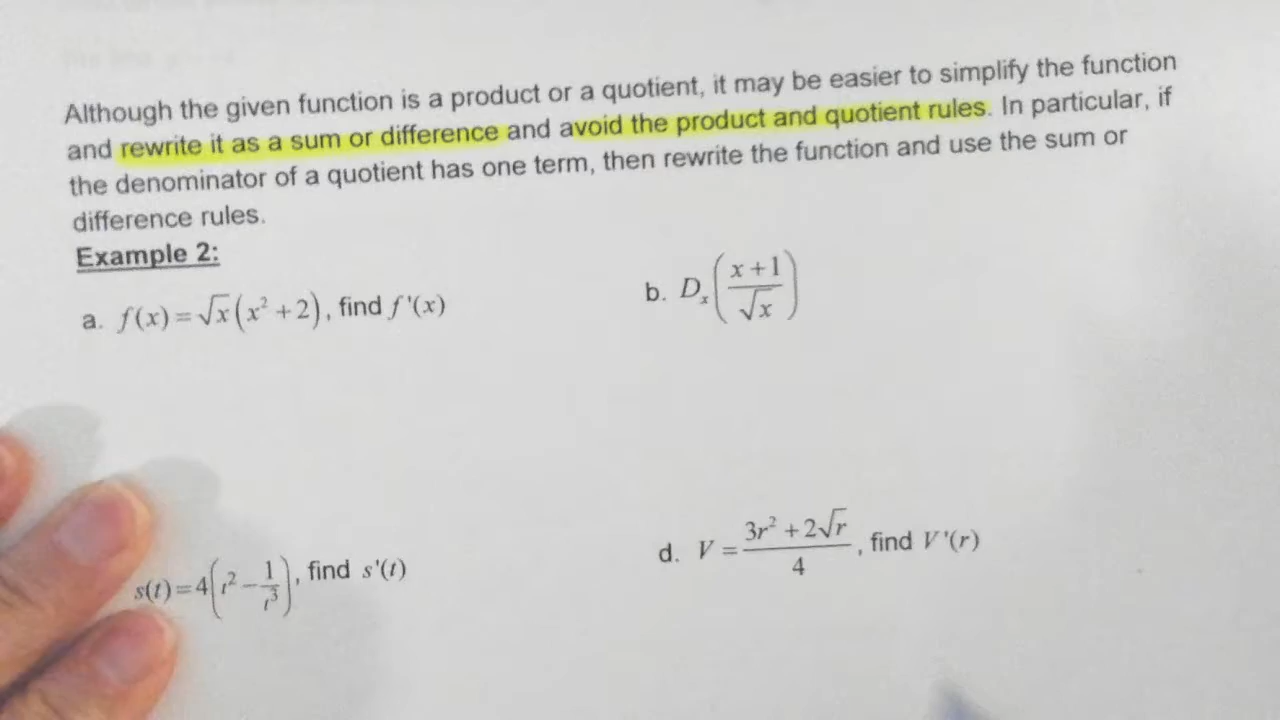 Although the given function is a product or a quotient, it may be easier to simplify the function
and rewrite it as a sum or difference and avoid the product and quotient rules. In particular, if
the denominator of a quotient has one term, then rewrite the function and use the sum or
difference rules.
Example 2:
a. f(x) = √x(x² + 2), find f'(x)
b. Dₓ((x+1)/√x)
s(t) = 4(t² − 1/t³), find s'(t)
d. V = (3r² + 2√r)/4, find V'(r)